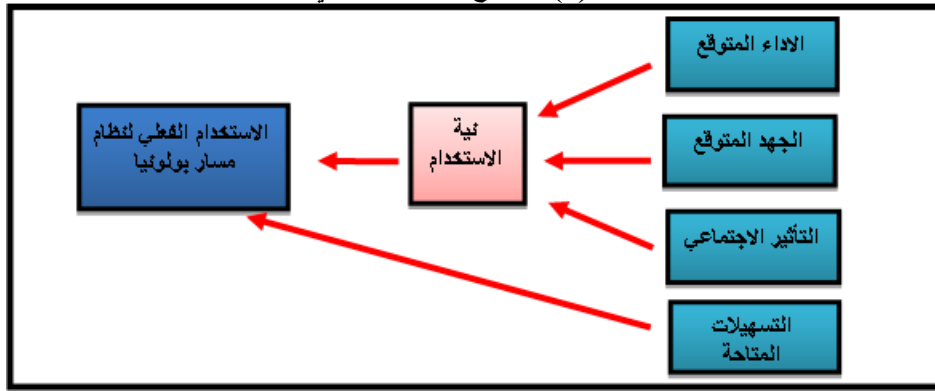 الاداء المتوقع
الجهد المتوقع
التأثير الاجتماعي
التسهيلات
المتاحة
نية
الاستخدام
الاستخدام الفعلي لنظام
مسار بولونيا